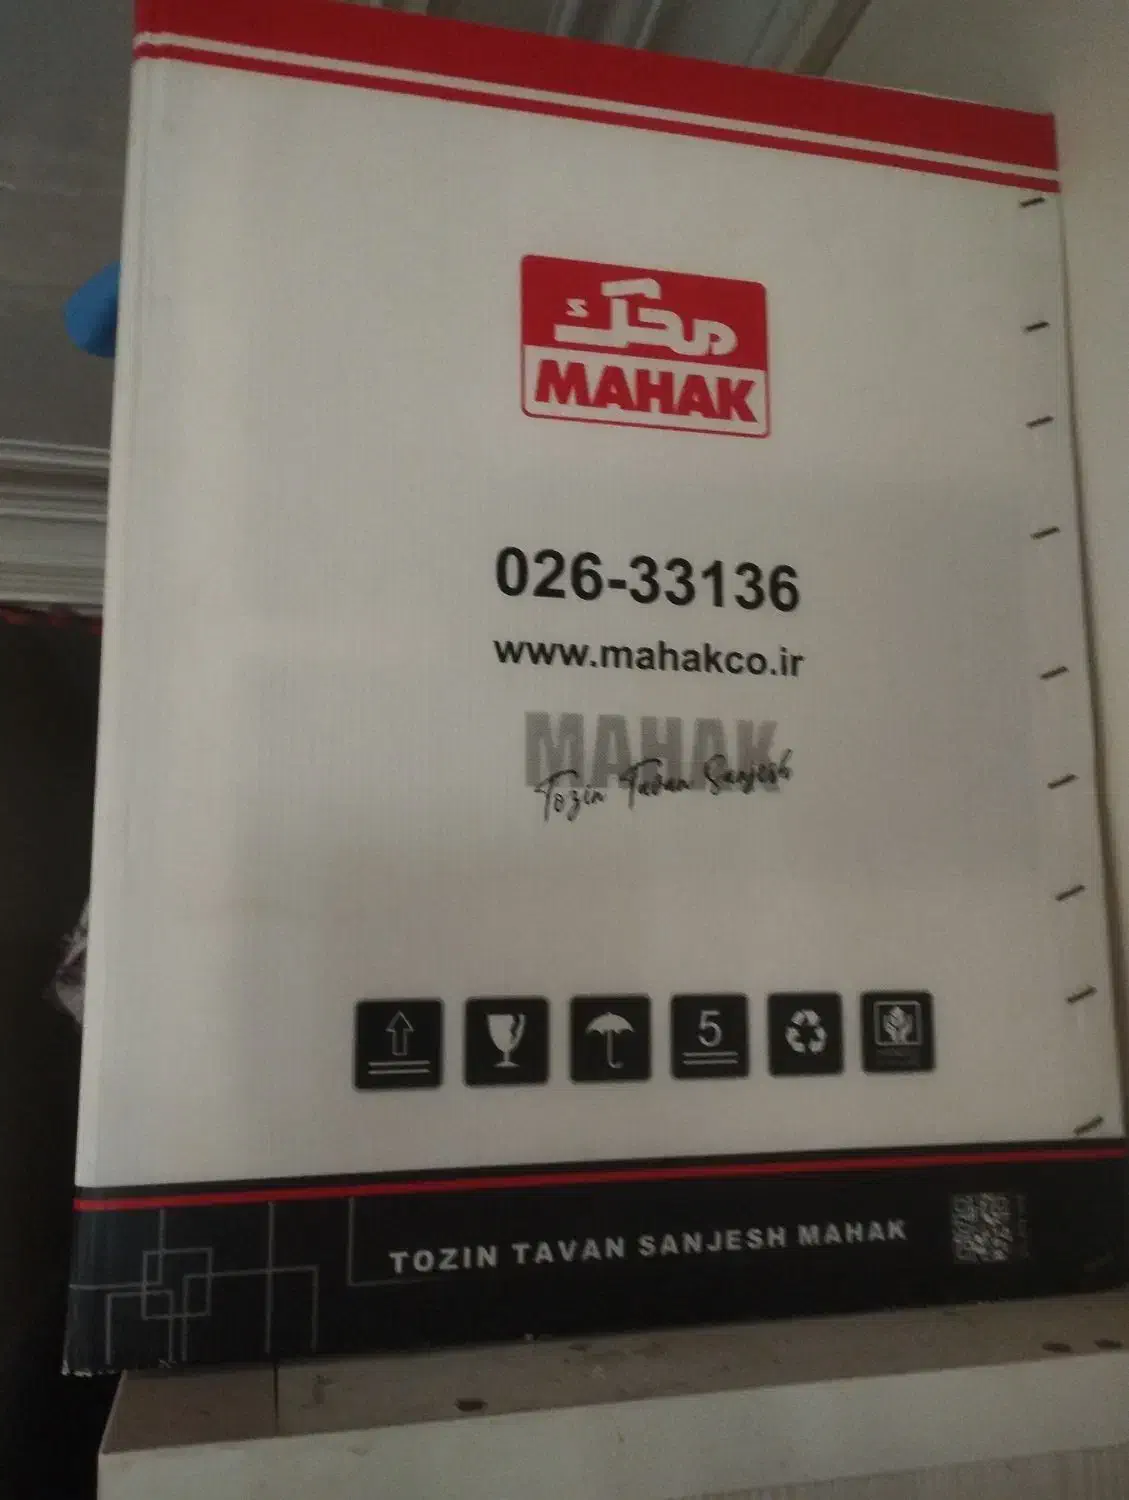 محک
MAHAK
026-33136
www.mahakco.ir
MAHAK
Tozin Tavan Sanjesh
5
TOZIN TAVAN SANJESH MAHAK